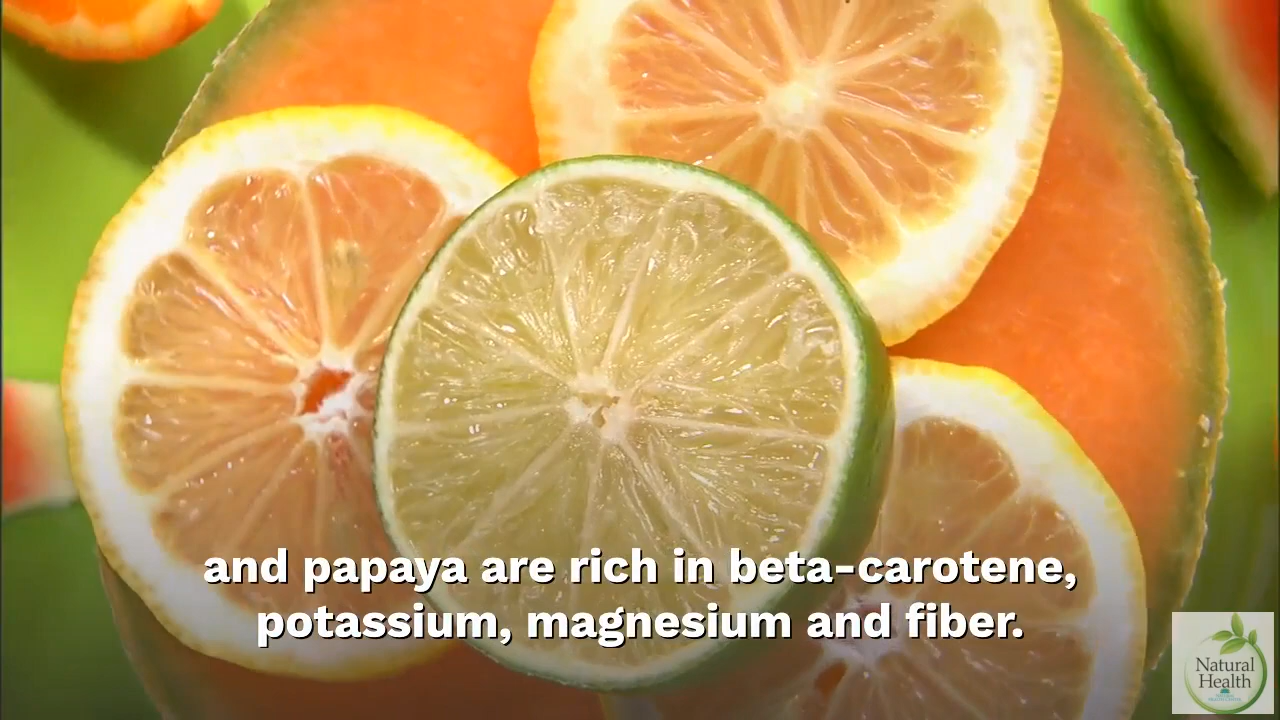 and papaya are rich in beta-carotene,
potassium, magnesium and fiber.
Natural
Health